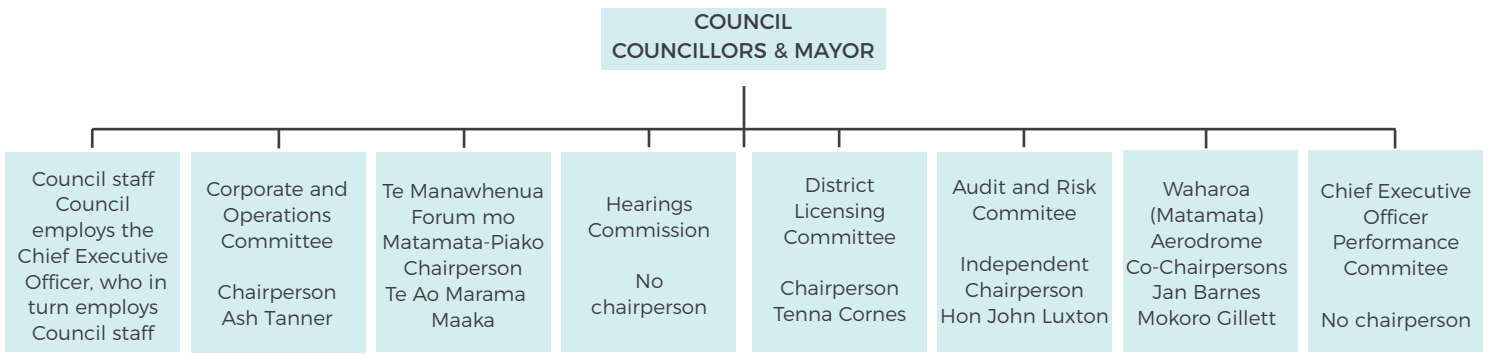 COUNCIL
COUNCILLORS & MAYOR
Council staff
Council
employs the
Chief Executive
Officer, who in
turn employs
Council staff
Corporate and
Operations
Committee
Chairperson
Ash Tanner
Te Manawhenua
Forum mo
Matamata-Piako
Chairperson
Te Ao Marama
Maaka
Hearings
Commission
No
chairperson
District
Licensing
Committee
Chairperson
Tenna Cornes
Audit and Risk
Commitee
Independent
Chairperson
Hon John Luxton
Waharoa
(Matamata)
Aerodrome
Co-Chairpersons
Jan Barnes
Mokoro Gillett
Chief Executive
Officer
Performance
Commitee
No chairperson